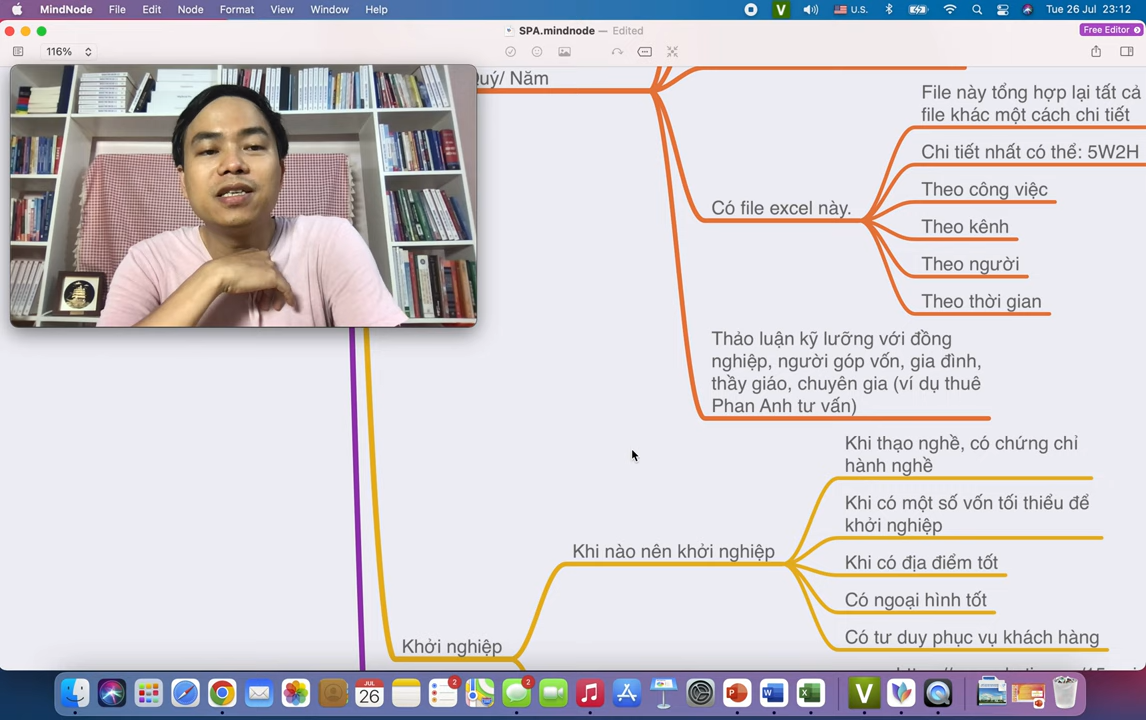 MindNode File Edit Node Format View Window Help
V U.S. Tue 26 Jul 23:12
SPA.mindnode — Edited
Free Editor
116%
Quý/ Năm
File này tổng hợp lại tất cả
file khác một cách chi tiết
Chi tiết nhất có thể: 5W2H
Theo công việc
Có file excel này.
Theo kênh
Theo người
Theo thời gian
Thảo luận kỹ lưỡng với đồng
nghiệp, người góp vốn, gia đình,
thầy giáo, chuyên gia (ví dụ thuê
Phan Anh tư vấn)
Khi thạo nghề, có chứng chỉ
hành nghề
Khi có một số vốn tối thiểu để
khởi nghiệp
Khi nào nên khởi nghiệp
Khi có địa điểm tốt
Có ngoại hình tốt
Có tư duy phục vụ khách hàng
Khởi nghiệp
JUL
26
2
2
P
W
X
V